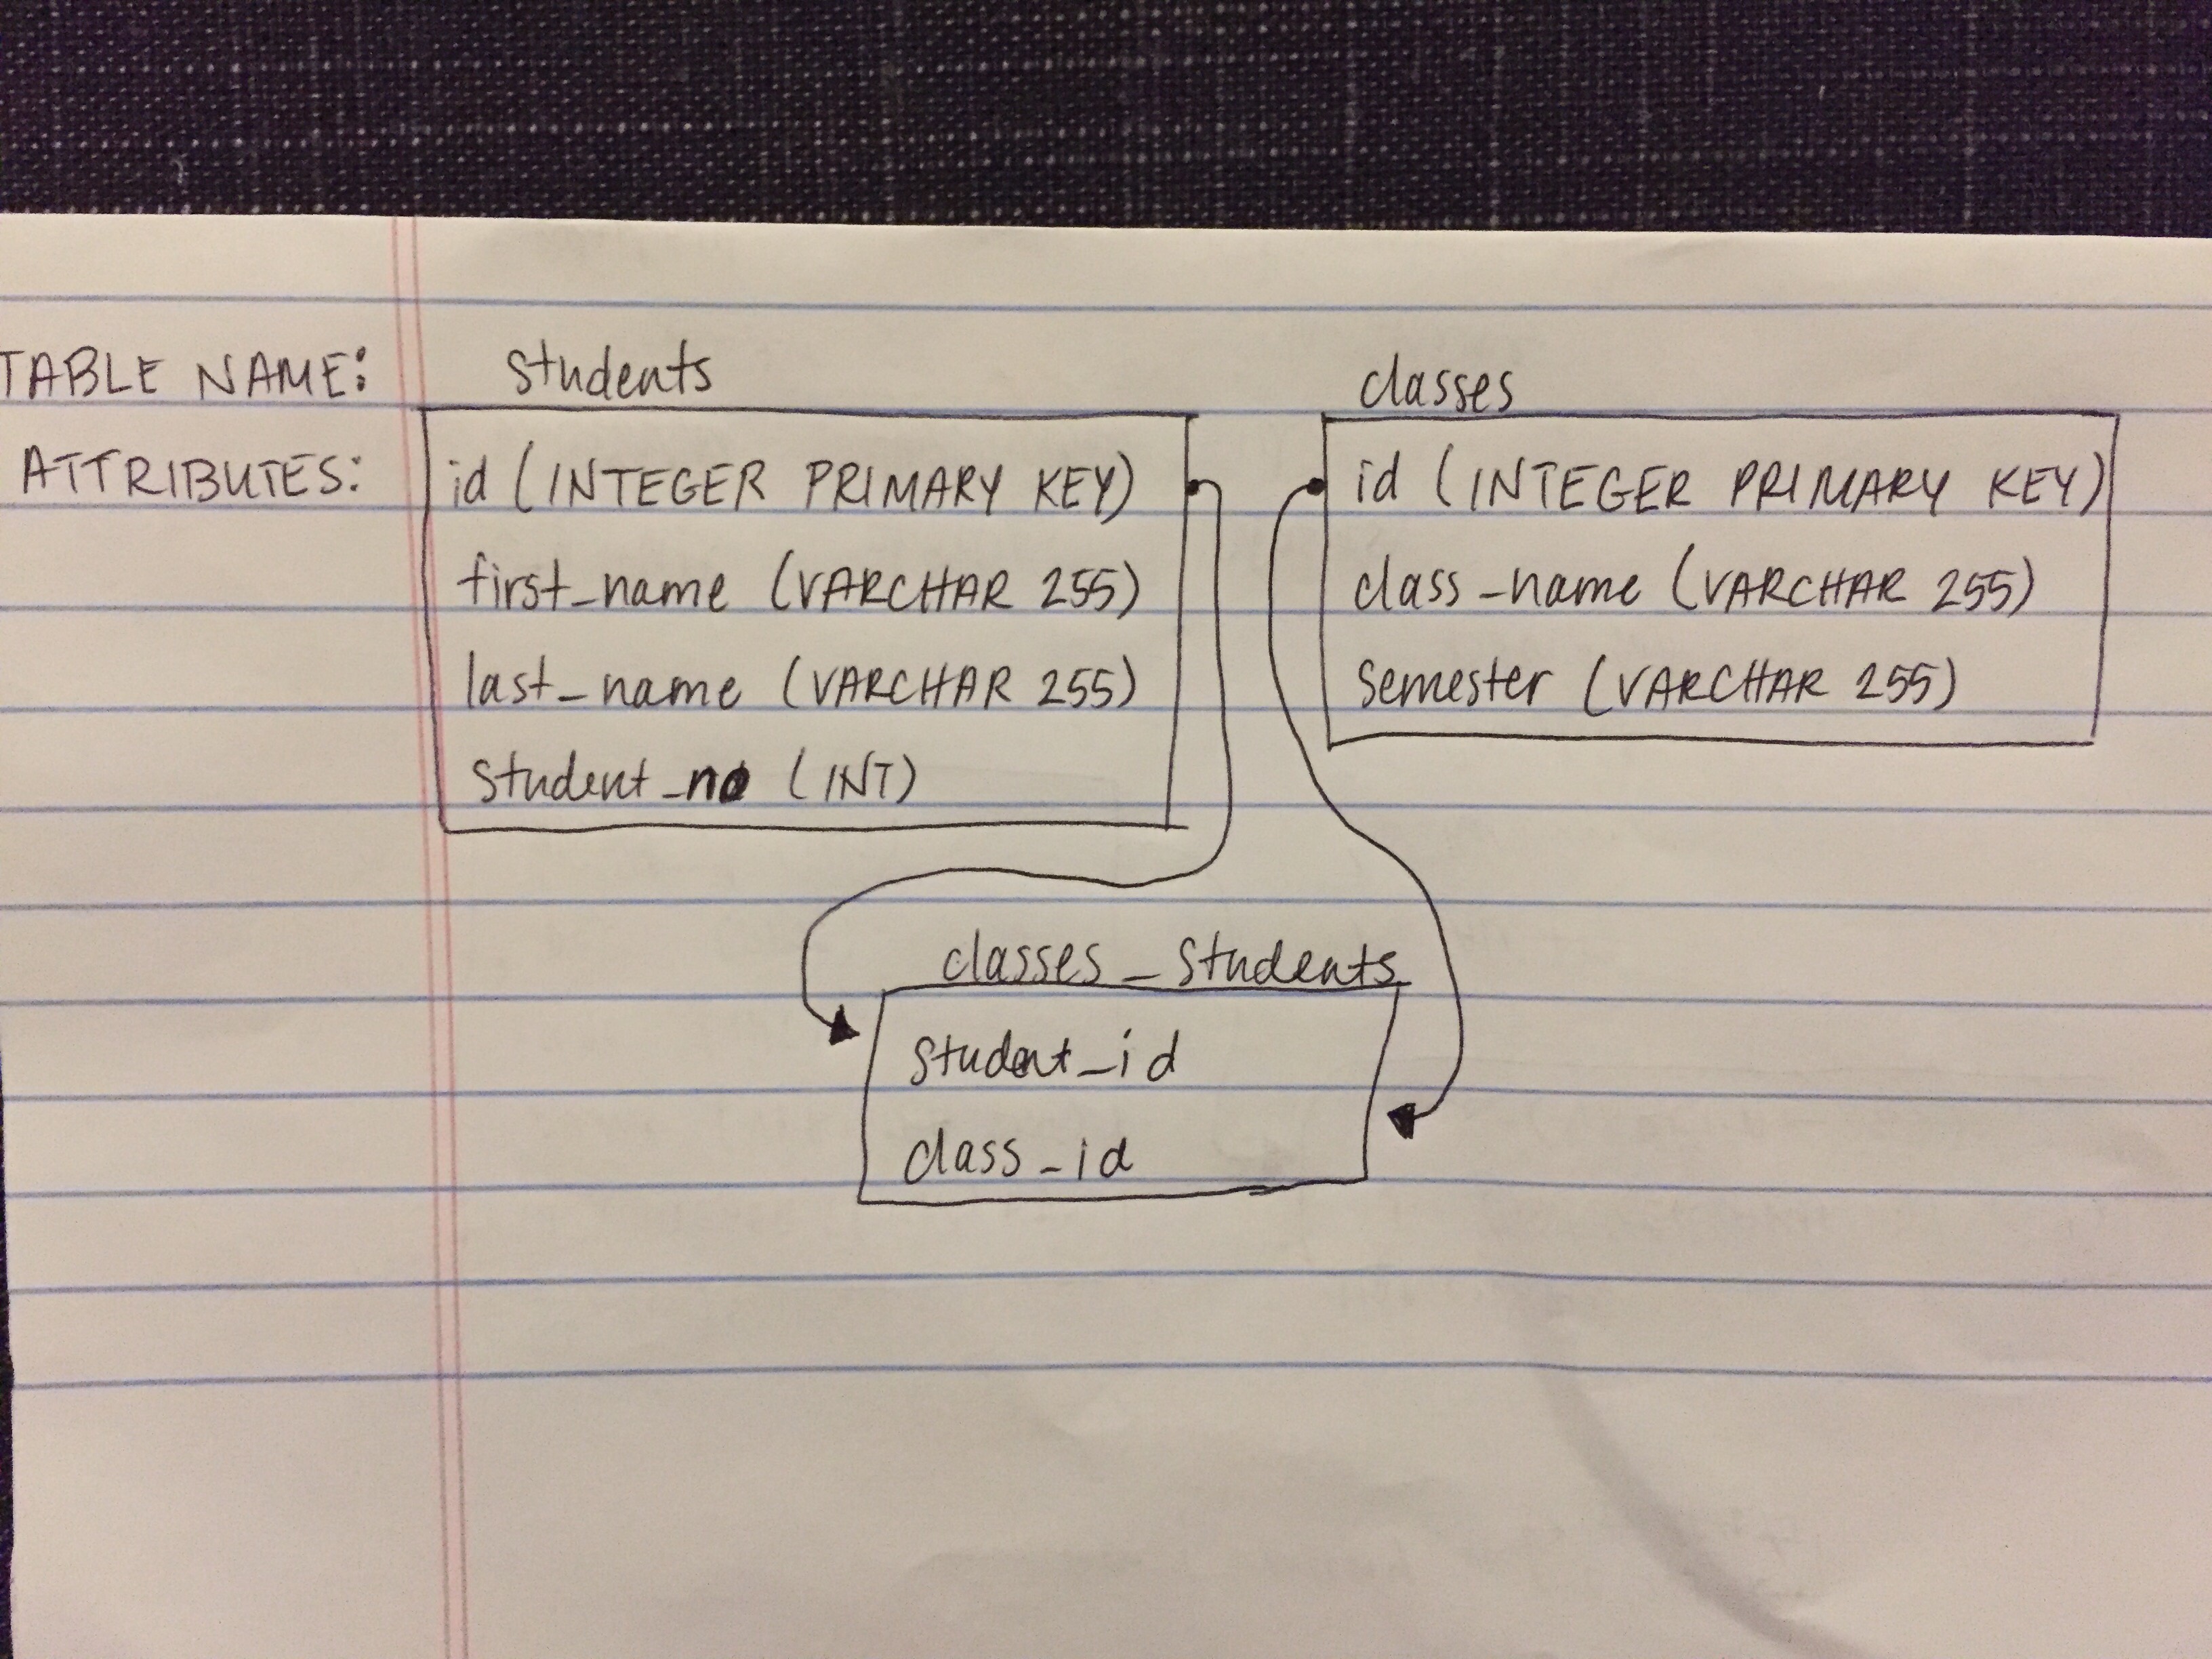 TABLE NAME: students classes
ATTRIBUTES: id (INTEGER PRIMARY KEY) id (INTEGER PRIMARY KEY)
first_name (VARCHAR 255) class_name (VARCHAR 255)
last_name (VARCHAR 255) semester (VARCHAR 255)
student_no (INT)
classes_students
student_id
class_id